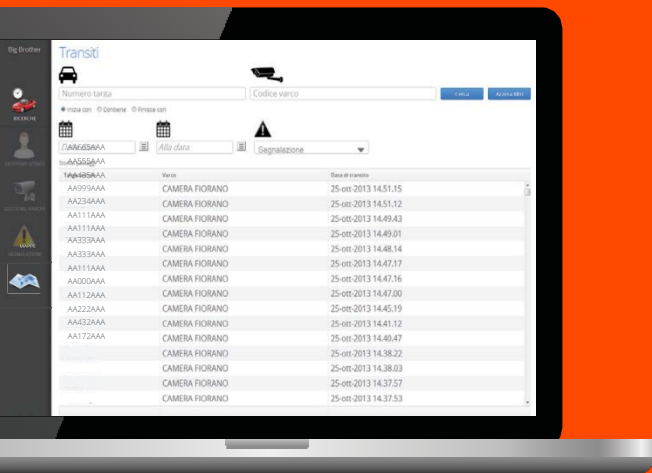 Big Brother
Transiti
Numero targa
Codice varco
Cerca
Azzera filtri
Inizia con Contiene Finisce con
RICERCHE
AA665AAA
Alla data
Segnalazione
AA555AAA
AA435AAA
Varco
Data di transito
AA999AAA CAMERA FIORANO 25-ott-2013 14.51.15
AA234AAA CAMERA FIORANO 25-ott-2013 14.51.12
AA111AAA CAMERA FIORANO 25-ott-2013 14.49.43
AA111AAA CAMERA FIORANO 25-ott-2013 14.49.01
AA333AAA CAMERA FIORANO 25-ott-2013 14.48.14
AA333AAA CAMERA FIORANO 25-ott-2013 14.47.17
AA111AAA CAMERA FIORANO 25-ott-2013 14.47.16
AA000AAA CAMERA FIORANO 25-ott-2013 14.47.00
AA112AAA CAMERA FIORANO 25-ott-2013 14.45.19
AA222AAA CAMERA FIORANO 25-ott-2013 14.41.12
AA432AAA CAMERA FIORANO 25-ott-2013 14.40.47
AA172AAA CAMERA FIORANO 25-ott-2013 14.38.22
CAMERA FIORANO 25-ott-2013 14.38.03
CAMERA FIORANO 25-ott-2013 14.37.57
CAMERA FIORANO 25-ott-2013 14.37.53
MAPPE